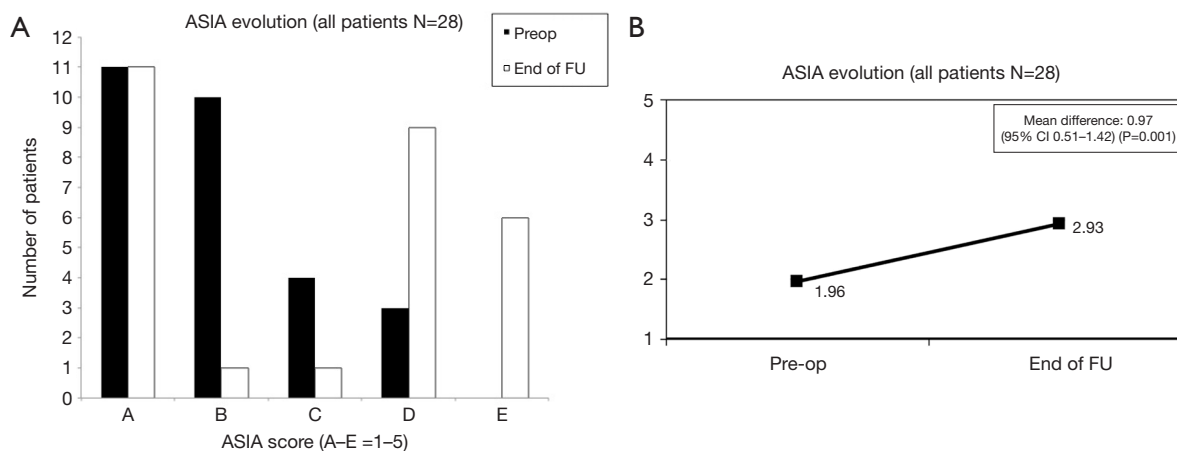 A
ASIA evolution (all patients N=28)
Preop
End of FU
12
11
10
9
8
7
6
5
4
3
2
1
0
Number of patients
A B C D E
ASIA score (A–E =1–5)
B
ASIA evolution (all patients N=28)
Mean difference: 0.97
(95% CI 0.51–1.42) (P=0.001)
5
4
3
2
1
1.96
2.93
Pre-op End of FU